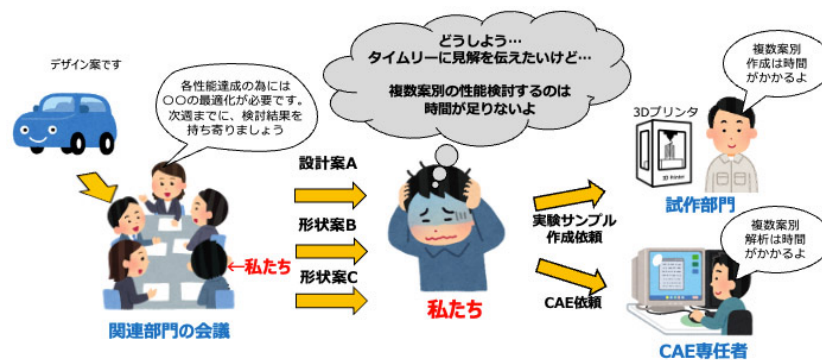 デザイン案です
各性能達成の為には
〇〇の最適化が必要です。
次週までに、検討結果を
持ち寄りましょう
←私たち
関連部門の会議
設計案A
形状案B
形状案C
どうしよう…
タイムリーに見解を伝えたいけど…
複数案別の性能検討するのは
時間が足りないよ
私たち
実験サンプル
作成依頼
CAE依頼
3Dプリンタ
3D Printer
複数案別
作成は時間
がかかるよ
試作部門
複数案別
解析は時間
がかかるよ
CAE専任者